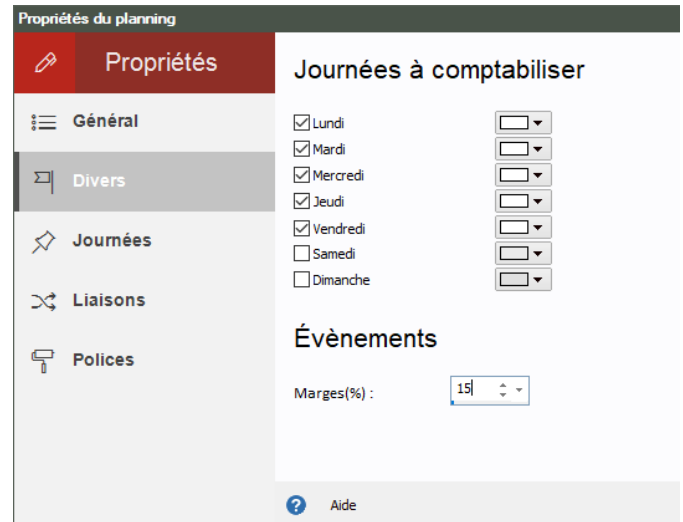 Propriétés du planning
Propriétés
Général
Divers
Journées
Liaisons
Polices
Journées à comptabiliser
Lundi
Mardi
Mercredi
Jeudi
Vendredi
Samedi
Dimanche
Évènements
Marges(%) : 15
Aide